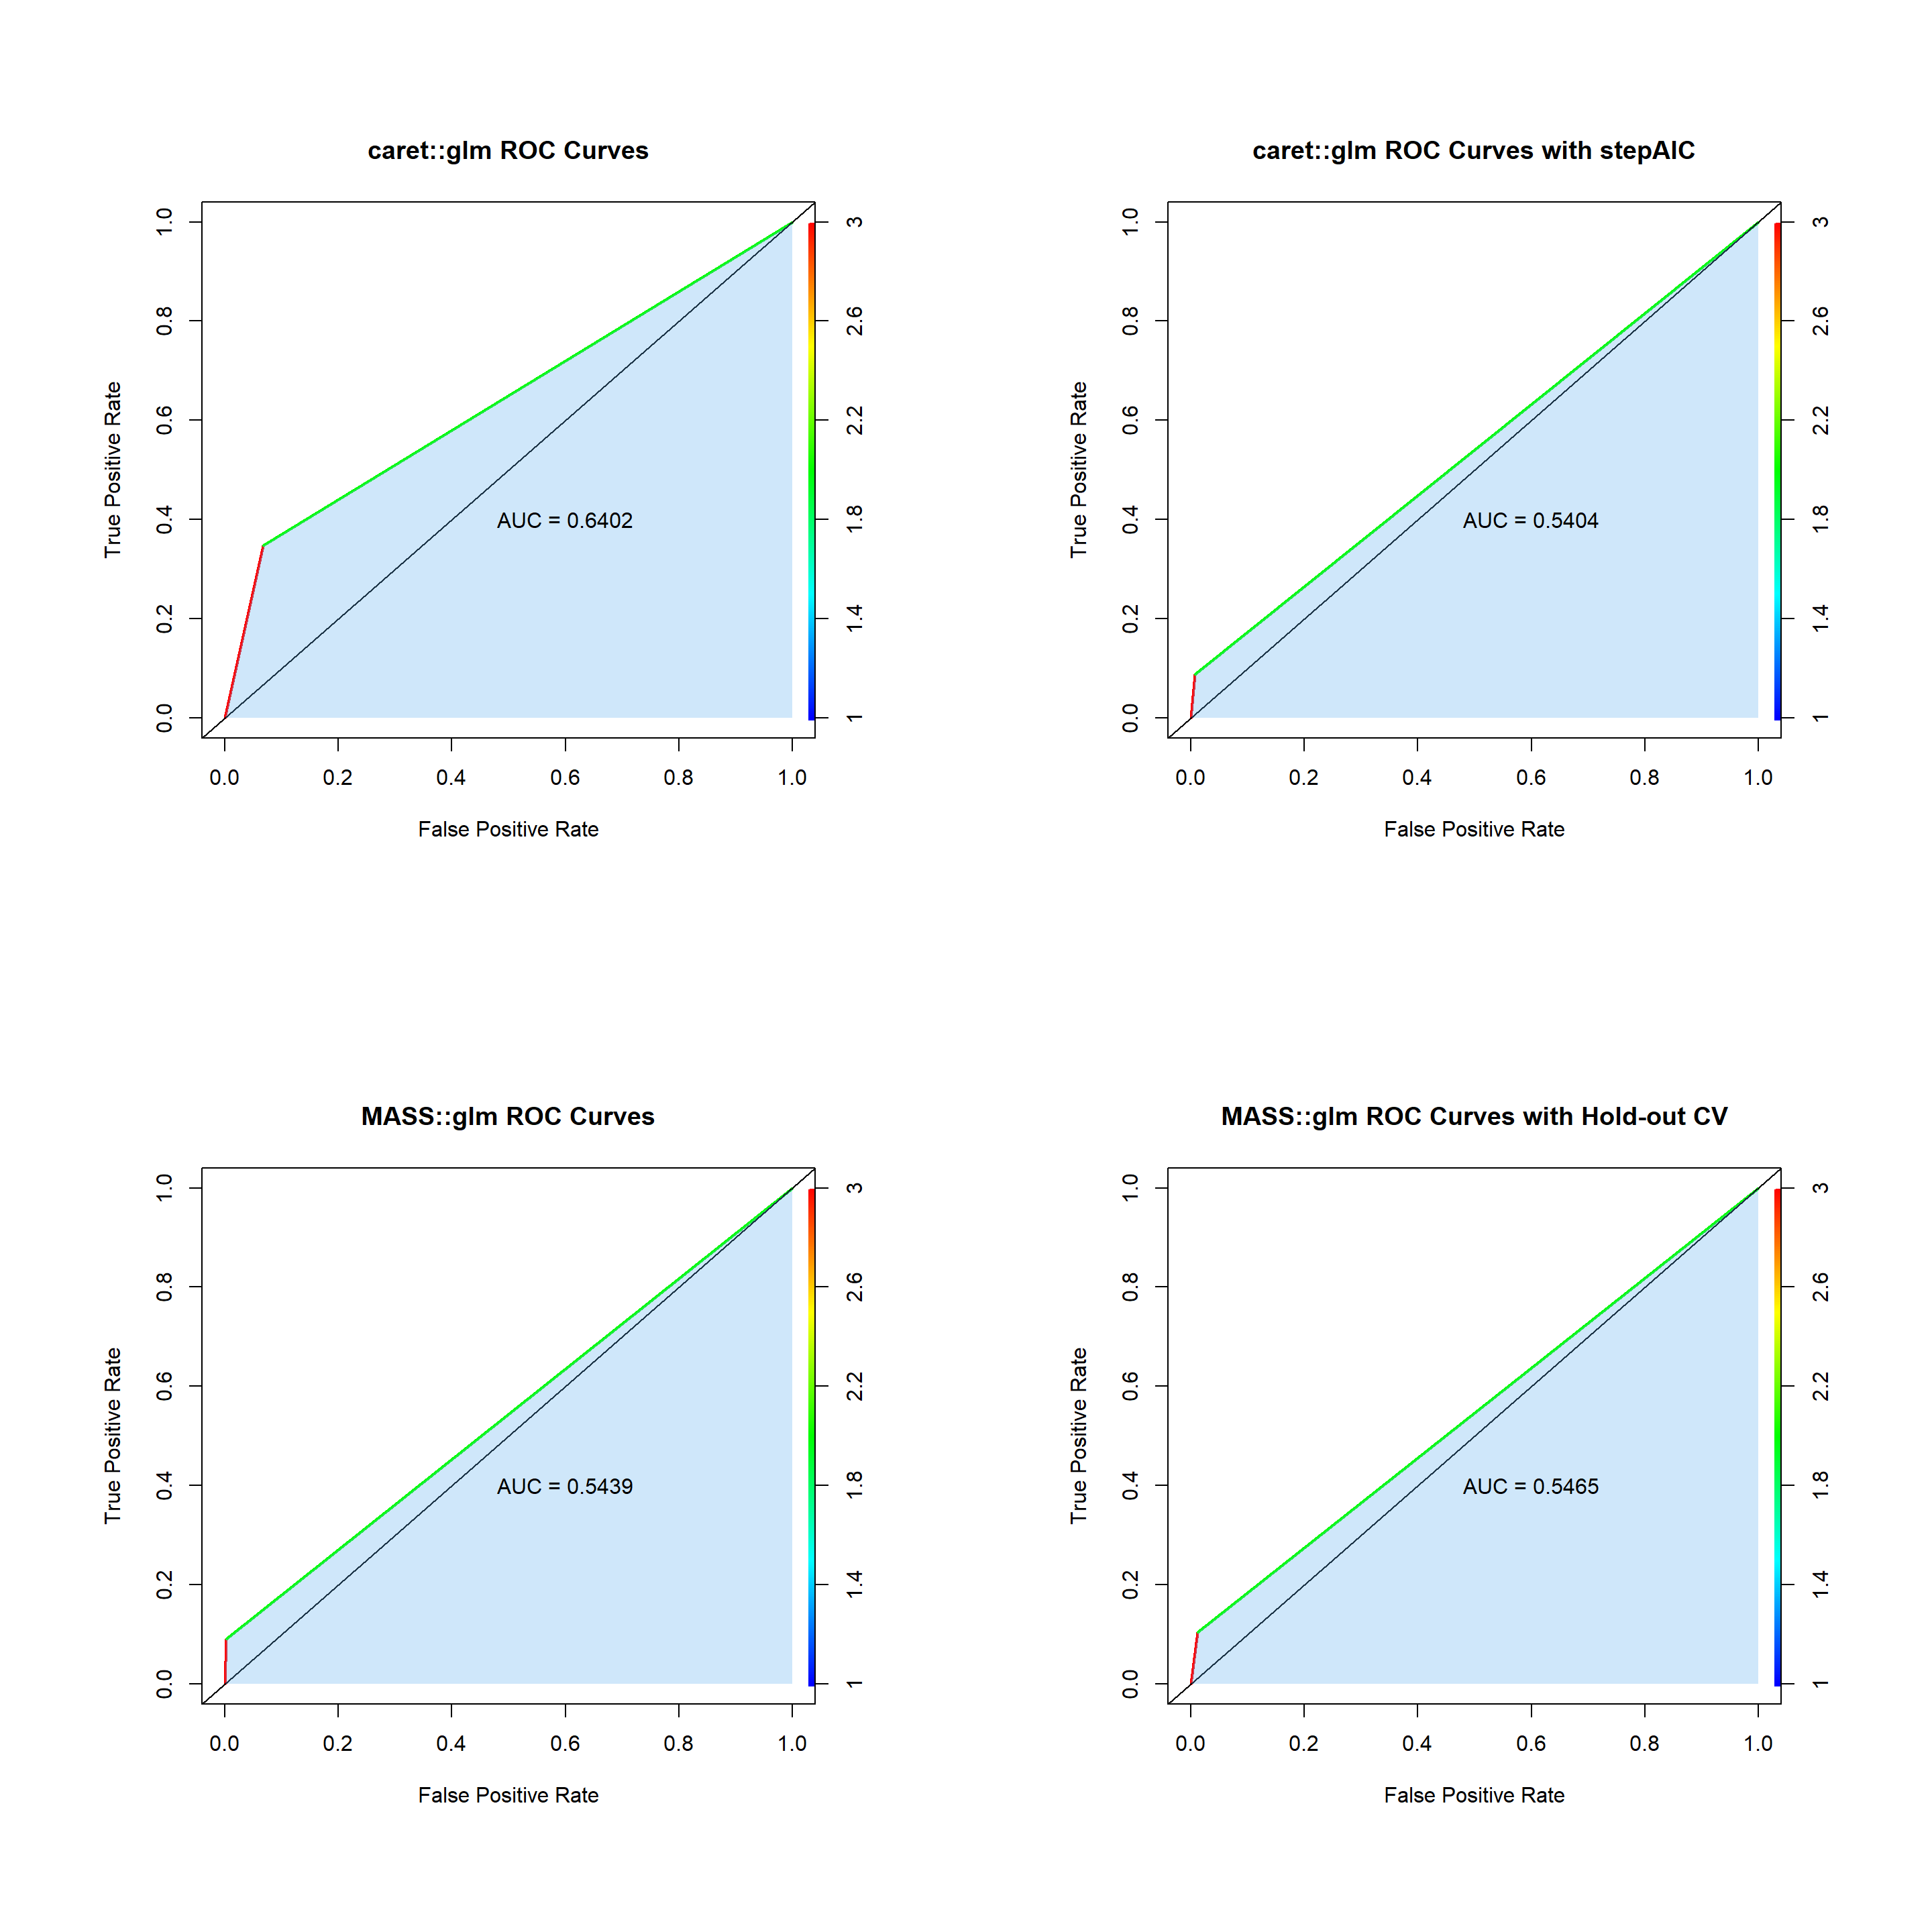 caret::glm ROC Curves
True Positive Rate
1.0
0.8
0.6
0.4
0.2
0.0
AUC = 0.6402
3
2.6
2.2
1.8
1.4
1
0.0 0.2 0.4 0.6 0.8 1.0
False Positive Rate
caret::glm ROC Curves with stepAIC
True Positive Rate
1.0
0.8
0.6
0.4
0.2
0.0
AUC = 0.5404
3
2.6
2.2
1.8
1.4
1
0.0 0.2 0.4 0.6 0.8 1.0
False Positive Rate
MASS::glm ROC Curves
True Positive Rate
1.0
0.8
0.6
0.4
0.2
0.0
AUC = 0.5439
3
2.6
2.2
1.8
1.4
1
0.0 0.2 0.4 0.6 0.8 1.0
False Positive Rate
MASS::glm ROC Curves with Hold-out CV
True Positive Rate
1.0
0.8
0.6
0.4
0.2
0.0
AUC = 0.5465
3
2.6
2.2
1.8
1.4
1
0.0 0.2 0.4 0.6 0.8 1.0
False Positive Rate